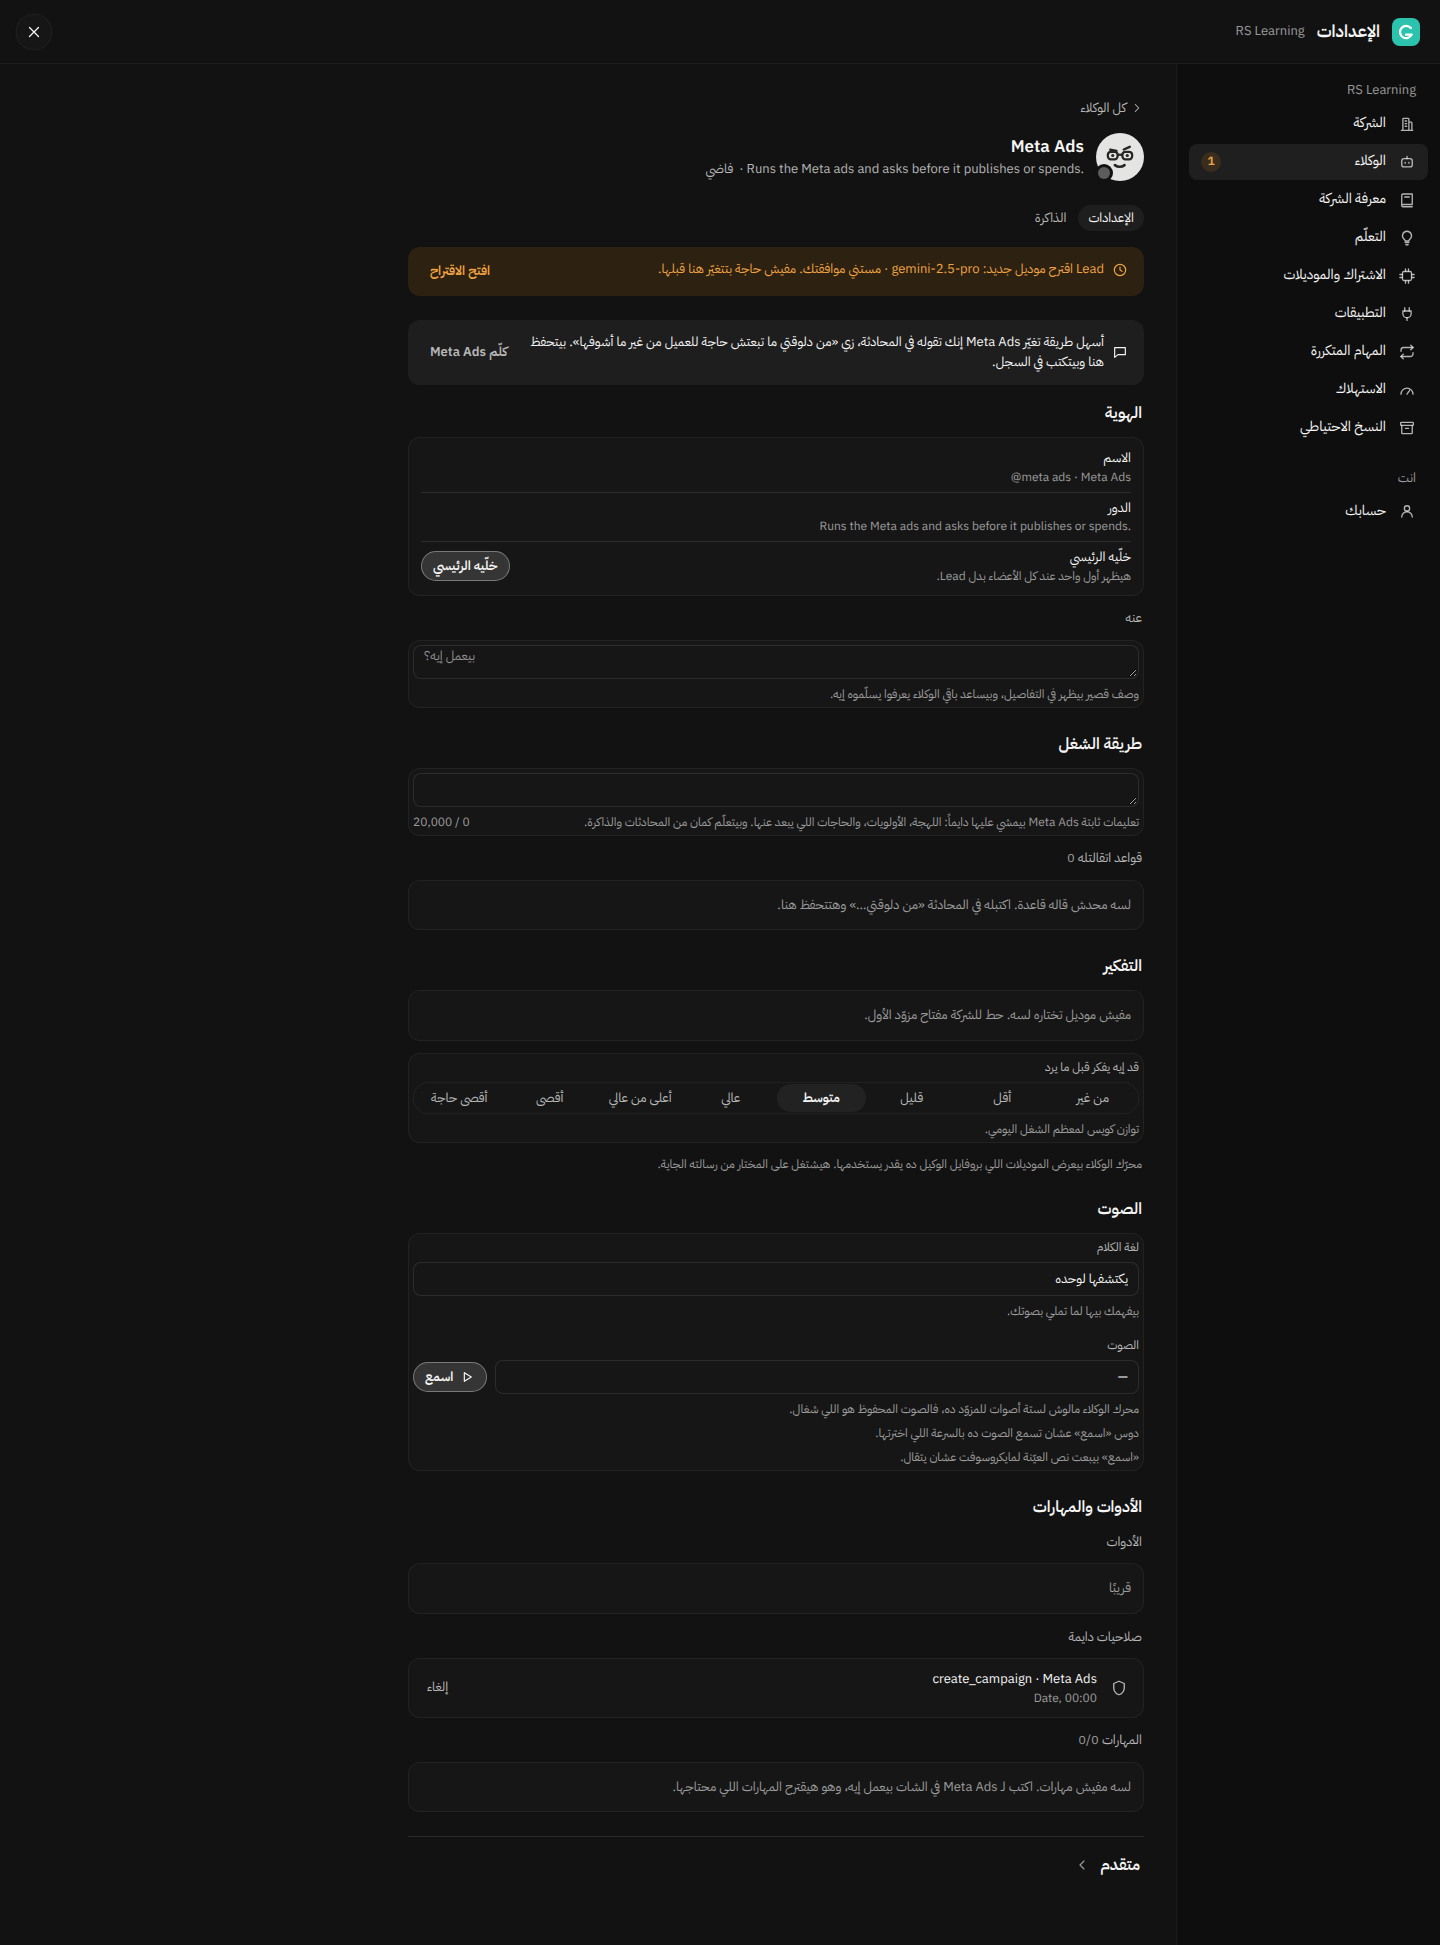 الإعدادات RS Learning
RS Learning
الشركة
الوكلاء 1
معرفة الشركة
التعلّم
الاشتراك والموديلات
التطبيقات
المهام المتكررة
الاستهلاك
النسخ الاحتياطي
انت
حسابك
كل الوكلاء
Meta Ads
Runs the Meta ads and asks before it publishes or spends. · فاضي
الإعدادات الذاكرة
Lead اقترح موديل جديد: gemini-2.5-pro · مستني موافقتك. مفيش حاجة بتتغيّر هنا قبلها.
افتح الاقتراح
أسهل طريقة تغيّر Meta Ads إنك تقوله في المحادثة، زي «من دلوقتي ما تبعتش حاجة للعميل من غير ما أشوفها». بيتحفظ
هنا وبيتكتب في السجل.
كلّم Meta Ads
الهوية
الاسم
@meta ads · Meta Ads
الدور
Runs the Meta ads and asks before it publishes or spends.
خلّيه الرئيسي
هيظهر أول واحد عند كل الأعضاء بدل Lead.
خلّيه الرئيسي
عنه
بيعمل إيه؟
وصف قصير بيظهر في التفاصيل، وبيساعد باقي الوكلاء يعرفوا يسلّموه إيه.
طريقة الشغل
تعليمات ثابتة Meta Ads بيمشي عليها دايماً: اللهجة، الأولويات، والحاجات اللي يبعد عنها. وبيتعلّم كمان من المحادثات والذاكرة.
0 / 20,000
قواعد اتقالتله 0
لسه محدش قاله قاعدة. اكتبله في المحادثة «من دلوقتي...» وهتتحفظ هنا.
التفكير
مفيش موديل تختاره لسه. حط للشركة مفتاح مزوّد الأول.
قد إيه يفكر قبل ما يرد
من غير أقل قليل متوسط عالي أعلى من عالي أقصى أقصى حاجة
توازن كويس لمعظم الشغل اليومي.
محرّك الوكلاء بيعرض الموديلات اللي بروفايل الوكيل ده يقدر يستخدمها. هيشتغل على المختار من رسالته الجاية.
الصوت
لغة الكلام
يكتشفها لوحده
بيفهمك بيها لما تملي بصوتك.
الصوت
—
اسمع
محرك الوكلاء مالوش لستة أصوات للمزوّد ده، فالصوت المحفوظ هو اللي شغال.
دوس «اسمع» عشان تسمع الصوت ده بالسرعة اللي اخترتها.
«اسمع» بيبعت نص العيّنة لمايكروسوفت عشان يتقال.
الأدوات والمهارات
الأدوات
قريبًا
صلاحيات دايمة
create_campaign · Meta Ads
Date, 00:00
إلغاء
المهارات 0/0
لسه مفيش مهارات. اكتب لـ Meta Ads في الشات بيعمل إيه، وهو هيقترح المهارات اللي محتاجها.
متقدم